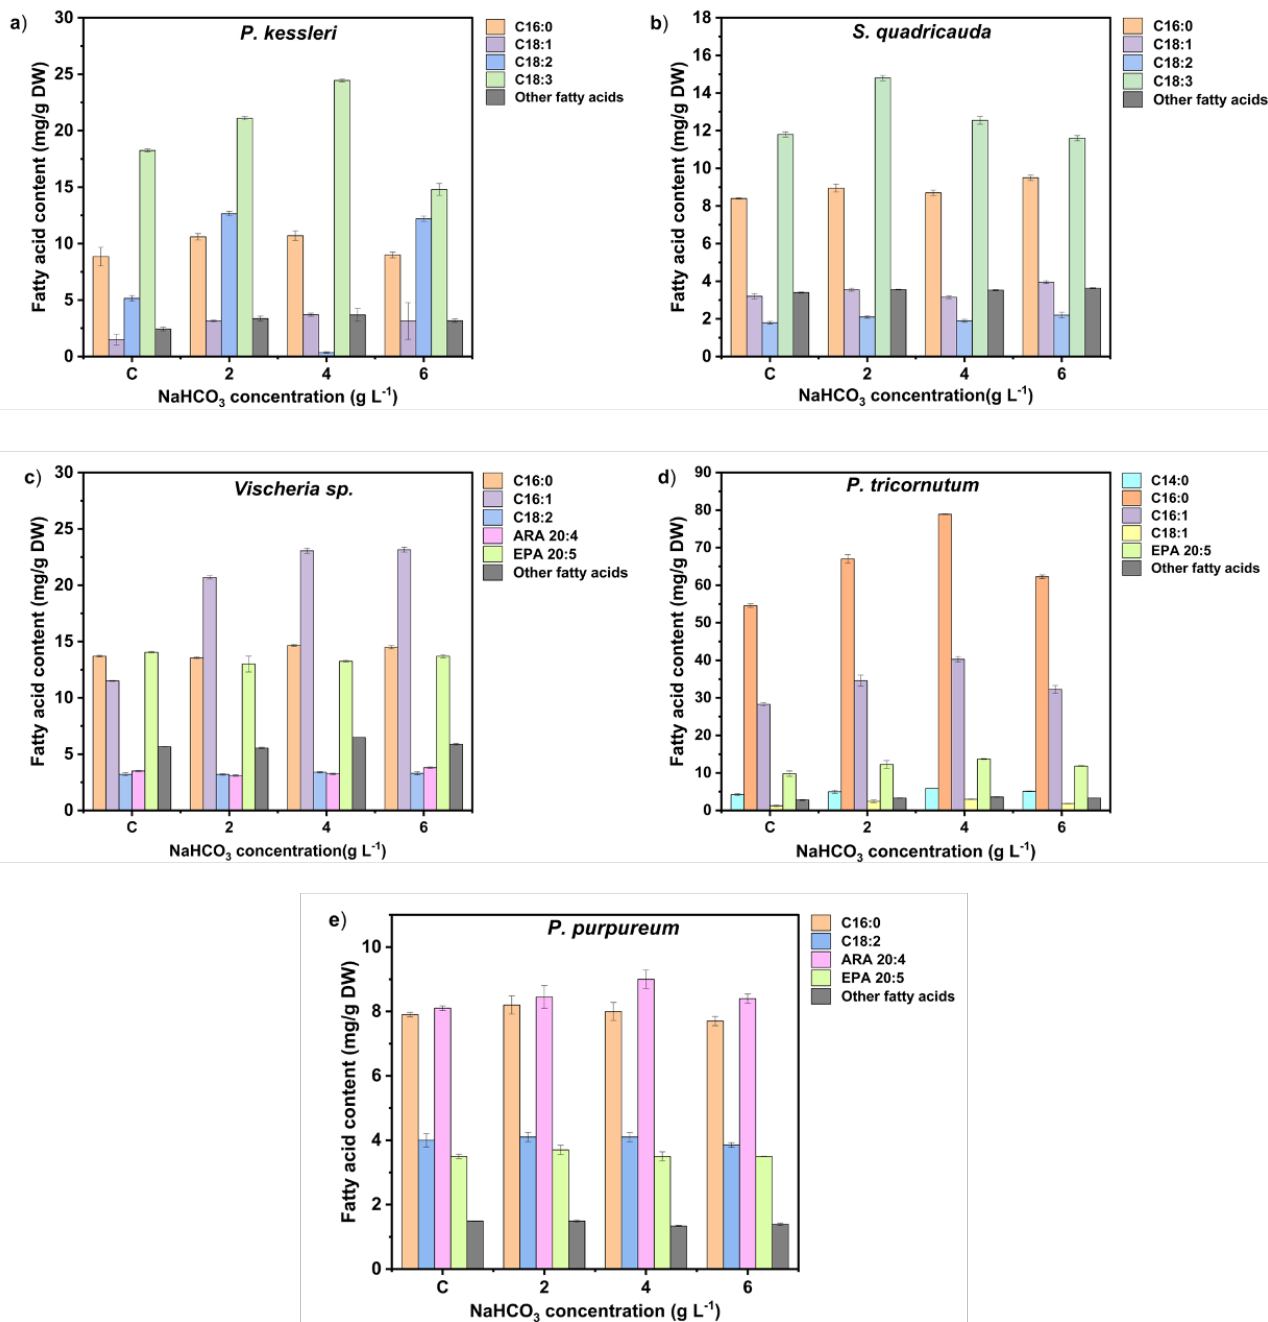 a)
P. kessleri
C16:0
C18:1
C18:2
C18:3
Other fatty acids
Fatty acid content (mg/g DW)
30
25
20
15
10
5
0
C 2 4 6
NaHCO3 concentration (g L-1)
b)
S. quadricauda
C16:0
C18:1
C18:2
C18:3
Other fatty acids
Fatty acid content (mg/g DW)
18
16
14
12
10
8
6
4
2
0
C 2 4 6
NaHCO3 concentration(g L-1)
c)
Vischeria sp.
C16:0
C16:1
C18:2
ARA 20:4
EPA 20:5
Other fatty acids
Fatty acid content (mg/g DW)
30
25
20
15
10
5
0
C 2 4 6
NaHCO3 concentration(g L-1)
d)
P. tricornutum
C14:0
C16:0
C16:1
C18:1
EPA 20:5
Other fatty acids
Fatty acid content (mg/g DW)
90
80
70
60
50
40
30
20
10
0
C 2 4 6
NaHCO3 concentration (g L-1)
e)
P. purpureum
C16:0
C18:2
ARA 20:4
EPA 20:5
Other fatty acids
Fatty acid content (mg/g DW)
10
8
6
4
2
0
C 2 4 6
NaHCO3 concentration (g L-1)